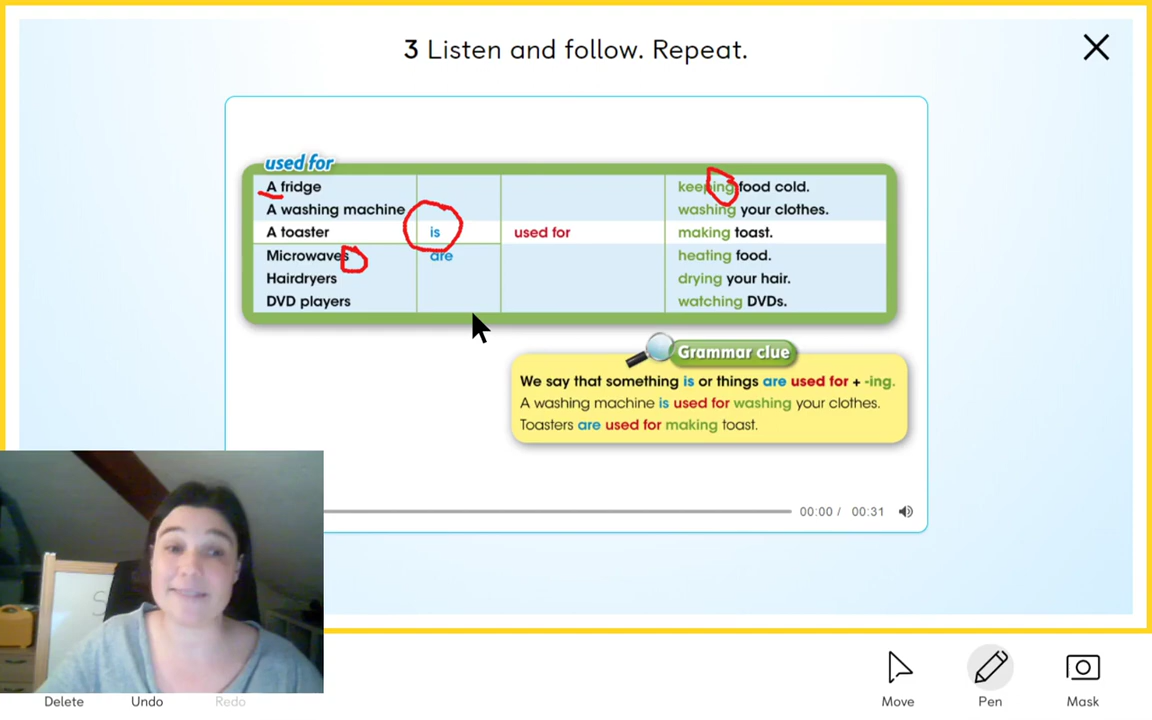 3 Listen and follow. Repeat.
used for
A fridge keeping food cold.
A washing machine washing your clothes.
A toaster is used for making toast.
Microwaves are heating food.
Hairdryers drying your hair.
DVD players watching DVDs.
Grammar clue
We say that something is or things are used for + -ing.
A washing machine is used for washing your clothes.
Toasters are used for making toast.
00:00 / 00:31
S
Delete Undo Redo Move Pen Mask